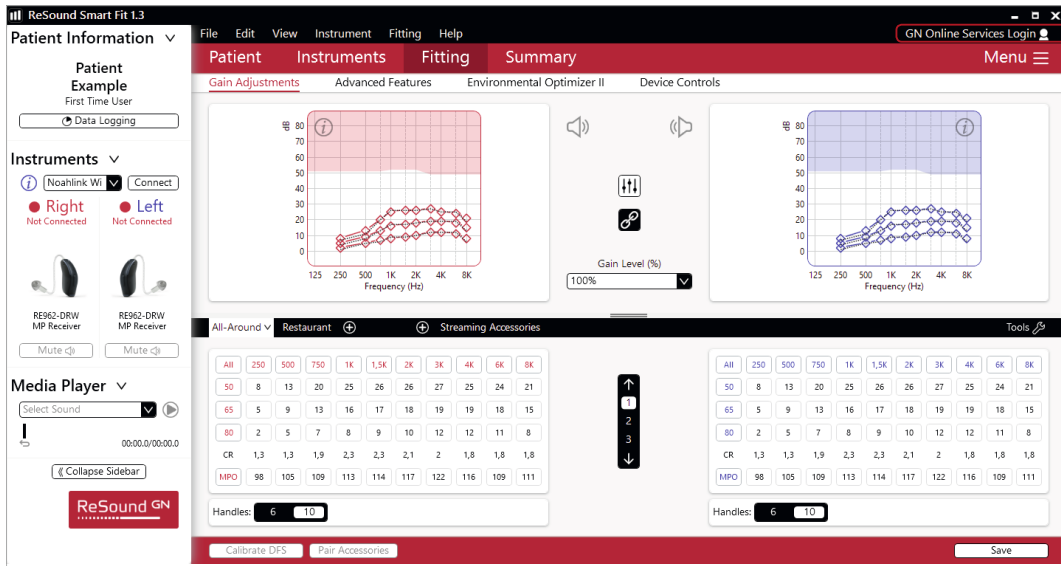 ReSound Smart Fit 1.3
Patient Information
Patient
Example
First Time User
Data Logging
Instruments
Noahlink Wi
Connect
Right
Left
Not Connected
Not Connected
RE962-DRW
MP Receiver
RE962-DRW
MP Receiver
Mute
Mute
Media Player
Select Sound
00:00.0/00:00.0
Collapse Sidebar
ReSound GN
File Edit View Instrument Fitting Help
GN Online Services Login
Patient Instruments Fitting Summary
Menu
Gain Adjustments Advanced Features Environmental Optimizer II Device Controls
dB
80
70
60
50
40
30
20
10
0
125 250 500 1K 2K 4K 8K
Frequency (Hz)
Gain Level (%)
100%
dB
80
70
60
50
40
30
20
10
0
125 250 500 1K 2K 4K 8K
Frequency (Hz)
All-Around Restaurant Streaming Accessories
Tools
All 250 500 750 1K 1,5K 2K 3K 4K 6K 8K
50 8 13 20 25 26 26 27 25 24 21
65 5 9 13 16 17 18 19 19 18 15
80 2 5 7 8 9 10 12 12 11 8
CR 1,3 1,3 1,9 2,3 2,3 2,1 2 1,8 1,8 1,8
MPO 98 105 109 113 114 117 122 116 109 111
Handles: 6 10
1
2
3
All 250 500 750 1K 1,5K 2K 3K 4K 6K 8K
50 8 13 20 25 26 26 27 25 24 21
65 5 9 13 16 17 18 19 19 18 15
80 2 5 7 8 9 10 12 12 11 8
CR 1,3 1,3 1,9 2,3 2,3 2,1 2 1,8 1,8 1,8
MPO 98 105 109 113 114 117 122 116 109 111
Handles: 6 10
Calibrate DFS
Pair Accessories
Save